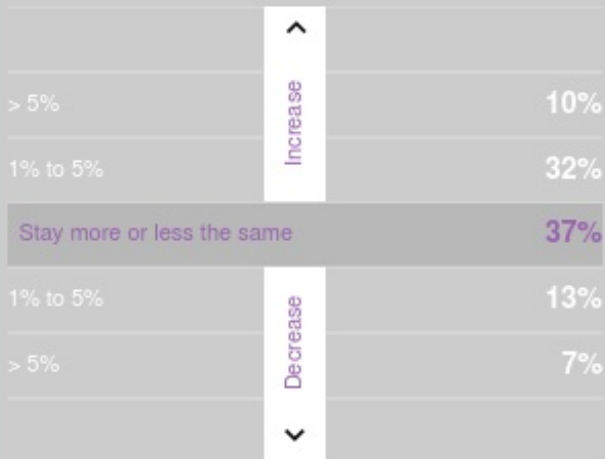 > 5% 10%
Increase
1% to 5% 32%
Stay more or less the same 37%
1% to 5% 13%
Decrease
> 5% 7%